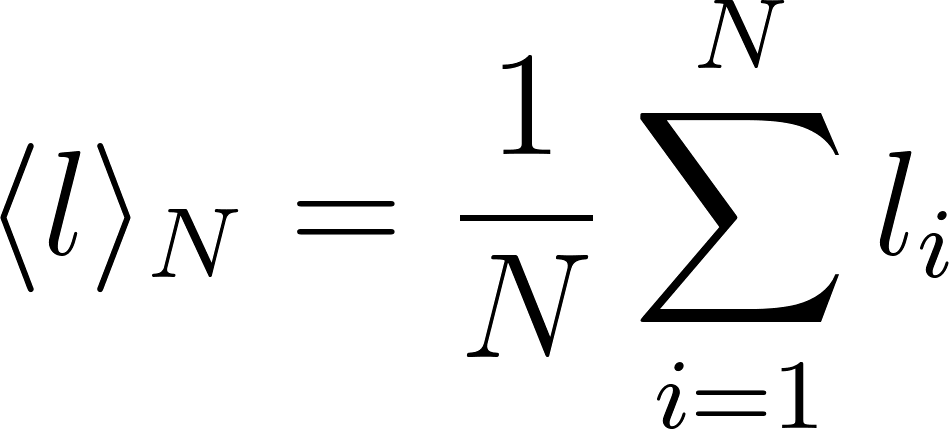 ⟨l⟩_N = \frac{1}{N} \sum_{i=1}^{N} l_i